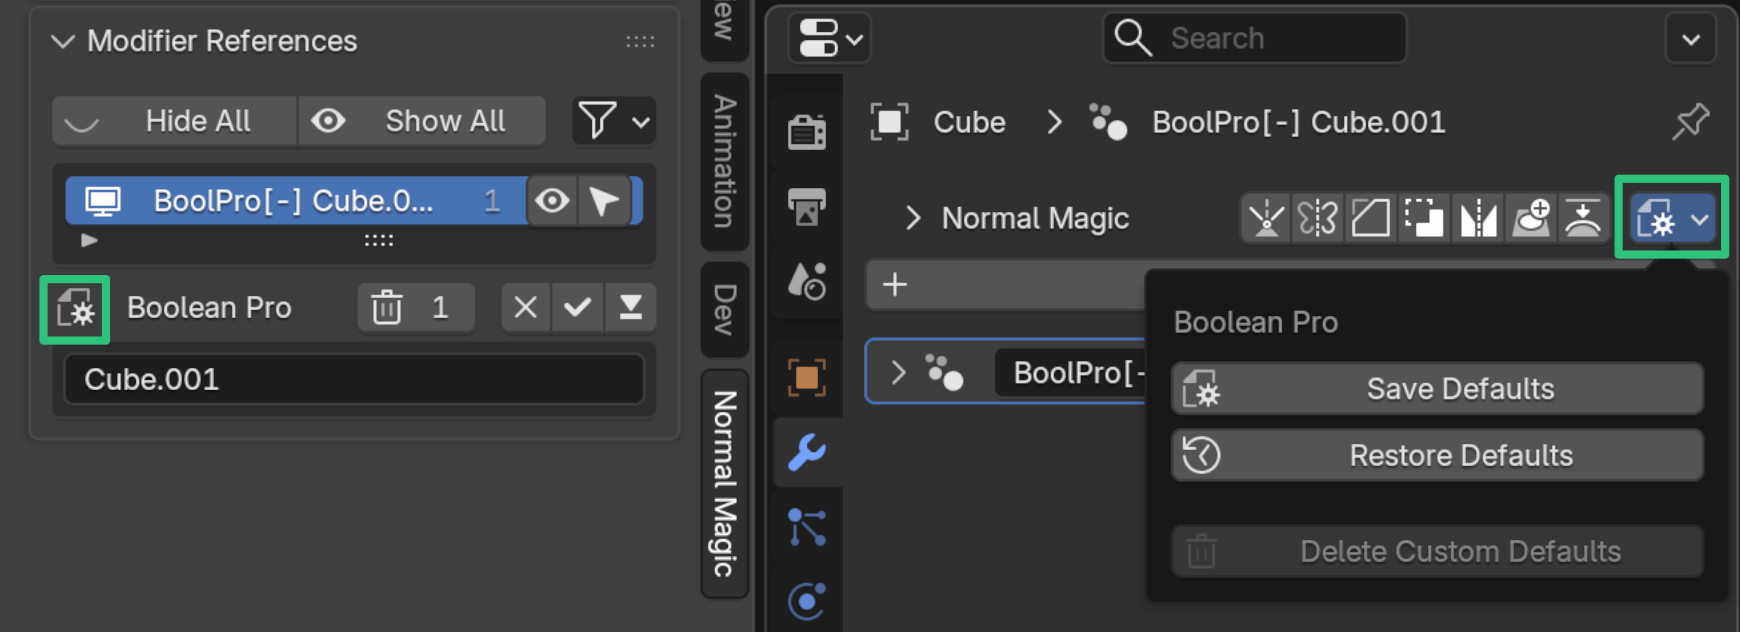 Modifier References
Hide All
Show All
BoolPro[-] Cube.0... 1
Boolean Pro
1
Cube.001
Animation
Dev
Normal Magic
Search
Cube
BoolPro[-] Cube.001
Normal Magic
BoolPro[-
Boolean Pro
Save Defaults
Restore Defaults
Delete Custom Defaults